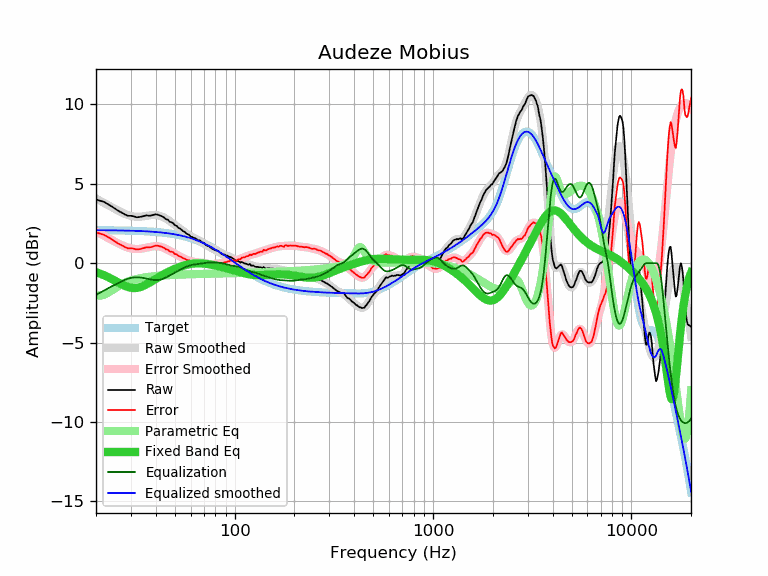 Audeze Mobius
Amplitude (dBr)
10
5
0
−5
−10
−15
Target
Raw Smoothed
Error Smoothed
Raw
Error
Parametric Eq
Fixed Band Eq
Equalization
Equalized smoothed
100
1000
10000
Frequency (Hz)